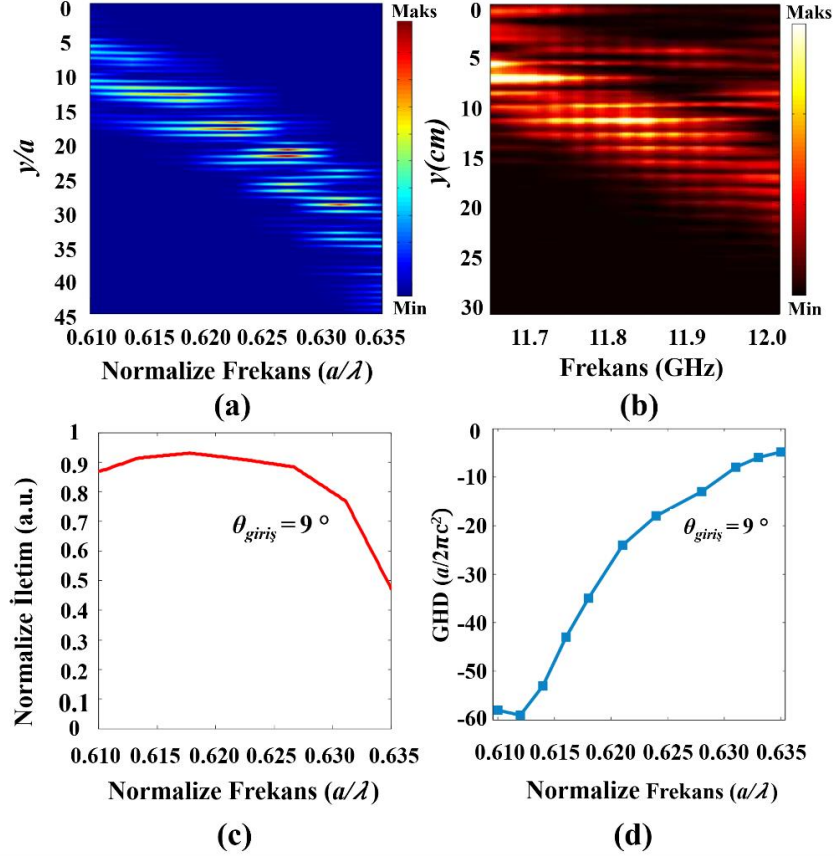 Maks
0
5
10
15
20
25
30
35
40
45
y/a
Min
0.610 0.615 0.620 0.625 0.630 0.635
Normalize Frekans (a/λ)
(a)
Maks
0
5
10
15
20
25
30
y(cm)
Min
11.7 11.8 11.9 12.0
Frekans (GHz)
(b)
1
0.9
0.8
0.7
0.6
0.5
0.4
0.3
0.2
0.1
0
Normalize İletim (a.u.)
θgiriş = 9 °
0.610 0.615 0.620 0.625 0.630 0.635
Normalize Frekans (a/λ)
(c)
0
-10
-20
-30
-40
-50
-60
GHD (a/2πc²)
θgiriş = 9 °
0.610 0.615 0.620 0.625 0.630 0.635
Normalize Frekans (a/λ)
(d)